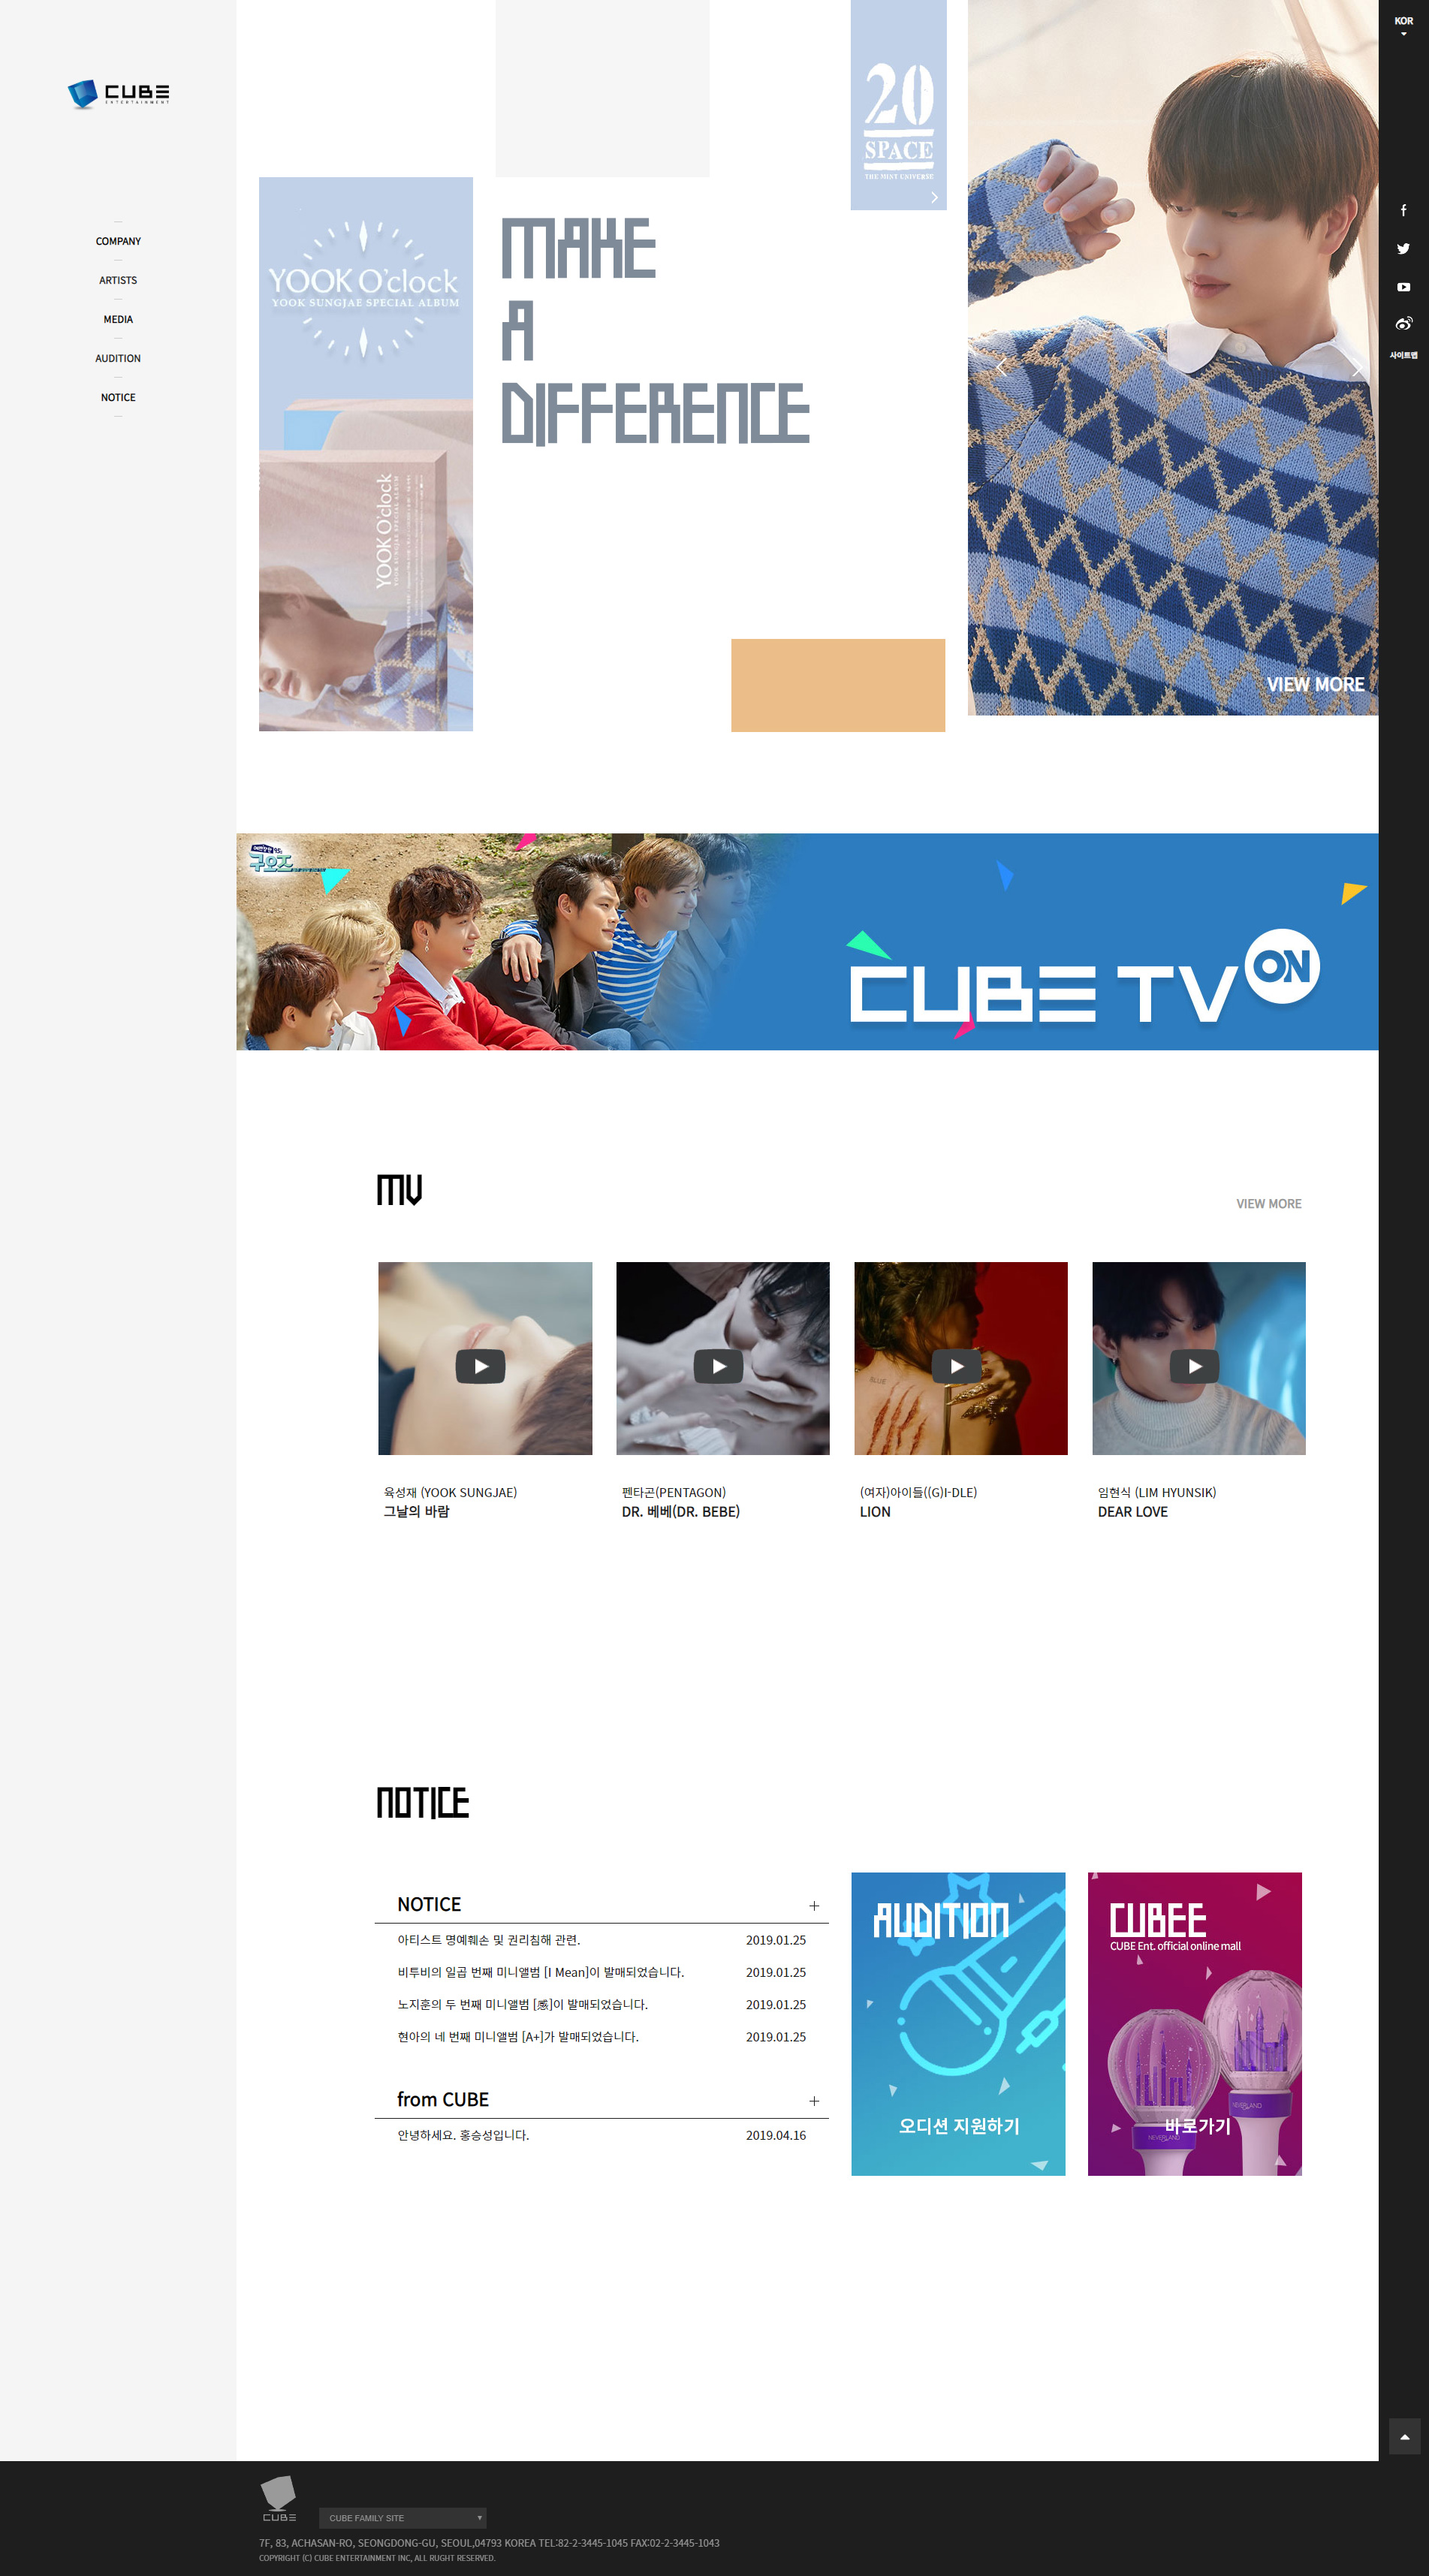 CUBE
ENTERTAINMENT
COMPANY
ARTISTS
MEDIA
AUDITION
NOTICE
YOOK O'clock
YOOK SUNGJAE SPECIAL ALBUM
YOOK O'clock
YOOK SUNGJAE SPECIAL ALBUM
MAKE
A
DIFFERENCE
20
SPACE
VIEW MORE
KOR
사이트맵
구오즈
CUBE TV ON
MV
VIEW MORE
BLUE
육성재 (YOOK SUNGJAE)
그날의 바람
펜타곤(PENTAGON)
DR. 베베(DR. BEBE)
(여자)아이들((G)I-DLE)
LION
임현식 (LIM HYUNSIK)
DEAR LOVE
NOTICE
NOTICE
아티스트 명예훼손 및 권리침해 관련. 2019.01.25
비투비의 일곱 번째 미니앨범 [I Mean]이 발매되었습니다. 2019.01.25
노지훈의 두 번째 미니앨범 [感]이 발매되었습니다. 2019.01.25
현아의 네 번째 미니앨범 [A+]가 발매되었습니다. 2019.01.25
from CUBE
안녕하세요. 홍승성입니다. 2019.04.16
AUDITION
오디션 지원하기
CUBEE
CUBE Ent. official online mall
NEVERLAND
NEVERLAND
바로가기
CUBE
CUBE FAMILY SITE
7F, 83, ACHASAN-RO, SEONGDONG-GU, SEOUL,04793 KOREA TEL:82-2-3445-1045 FAX:02-2-3445-1043
COPYRIGHT (C) CUBE ENTERTAINMENT INC, ALL RUGHT RESERVED.